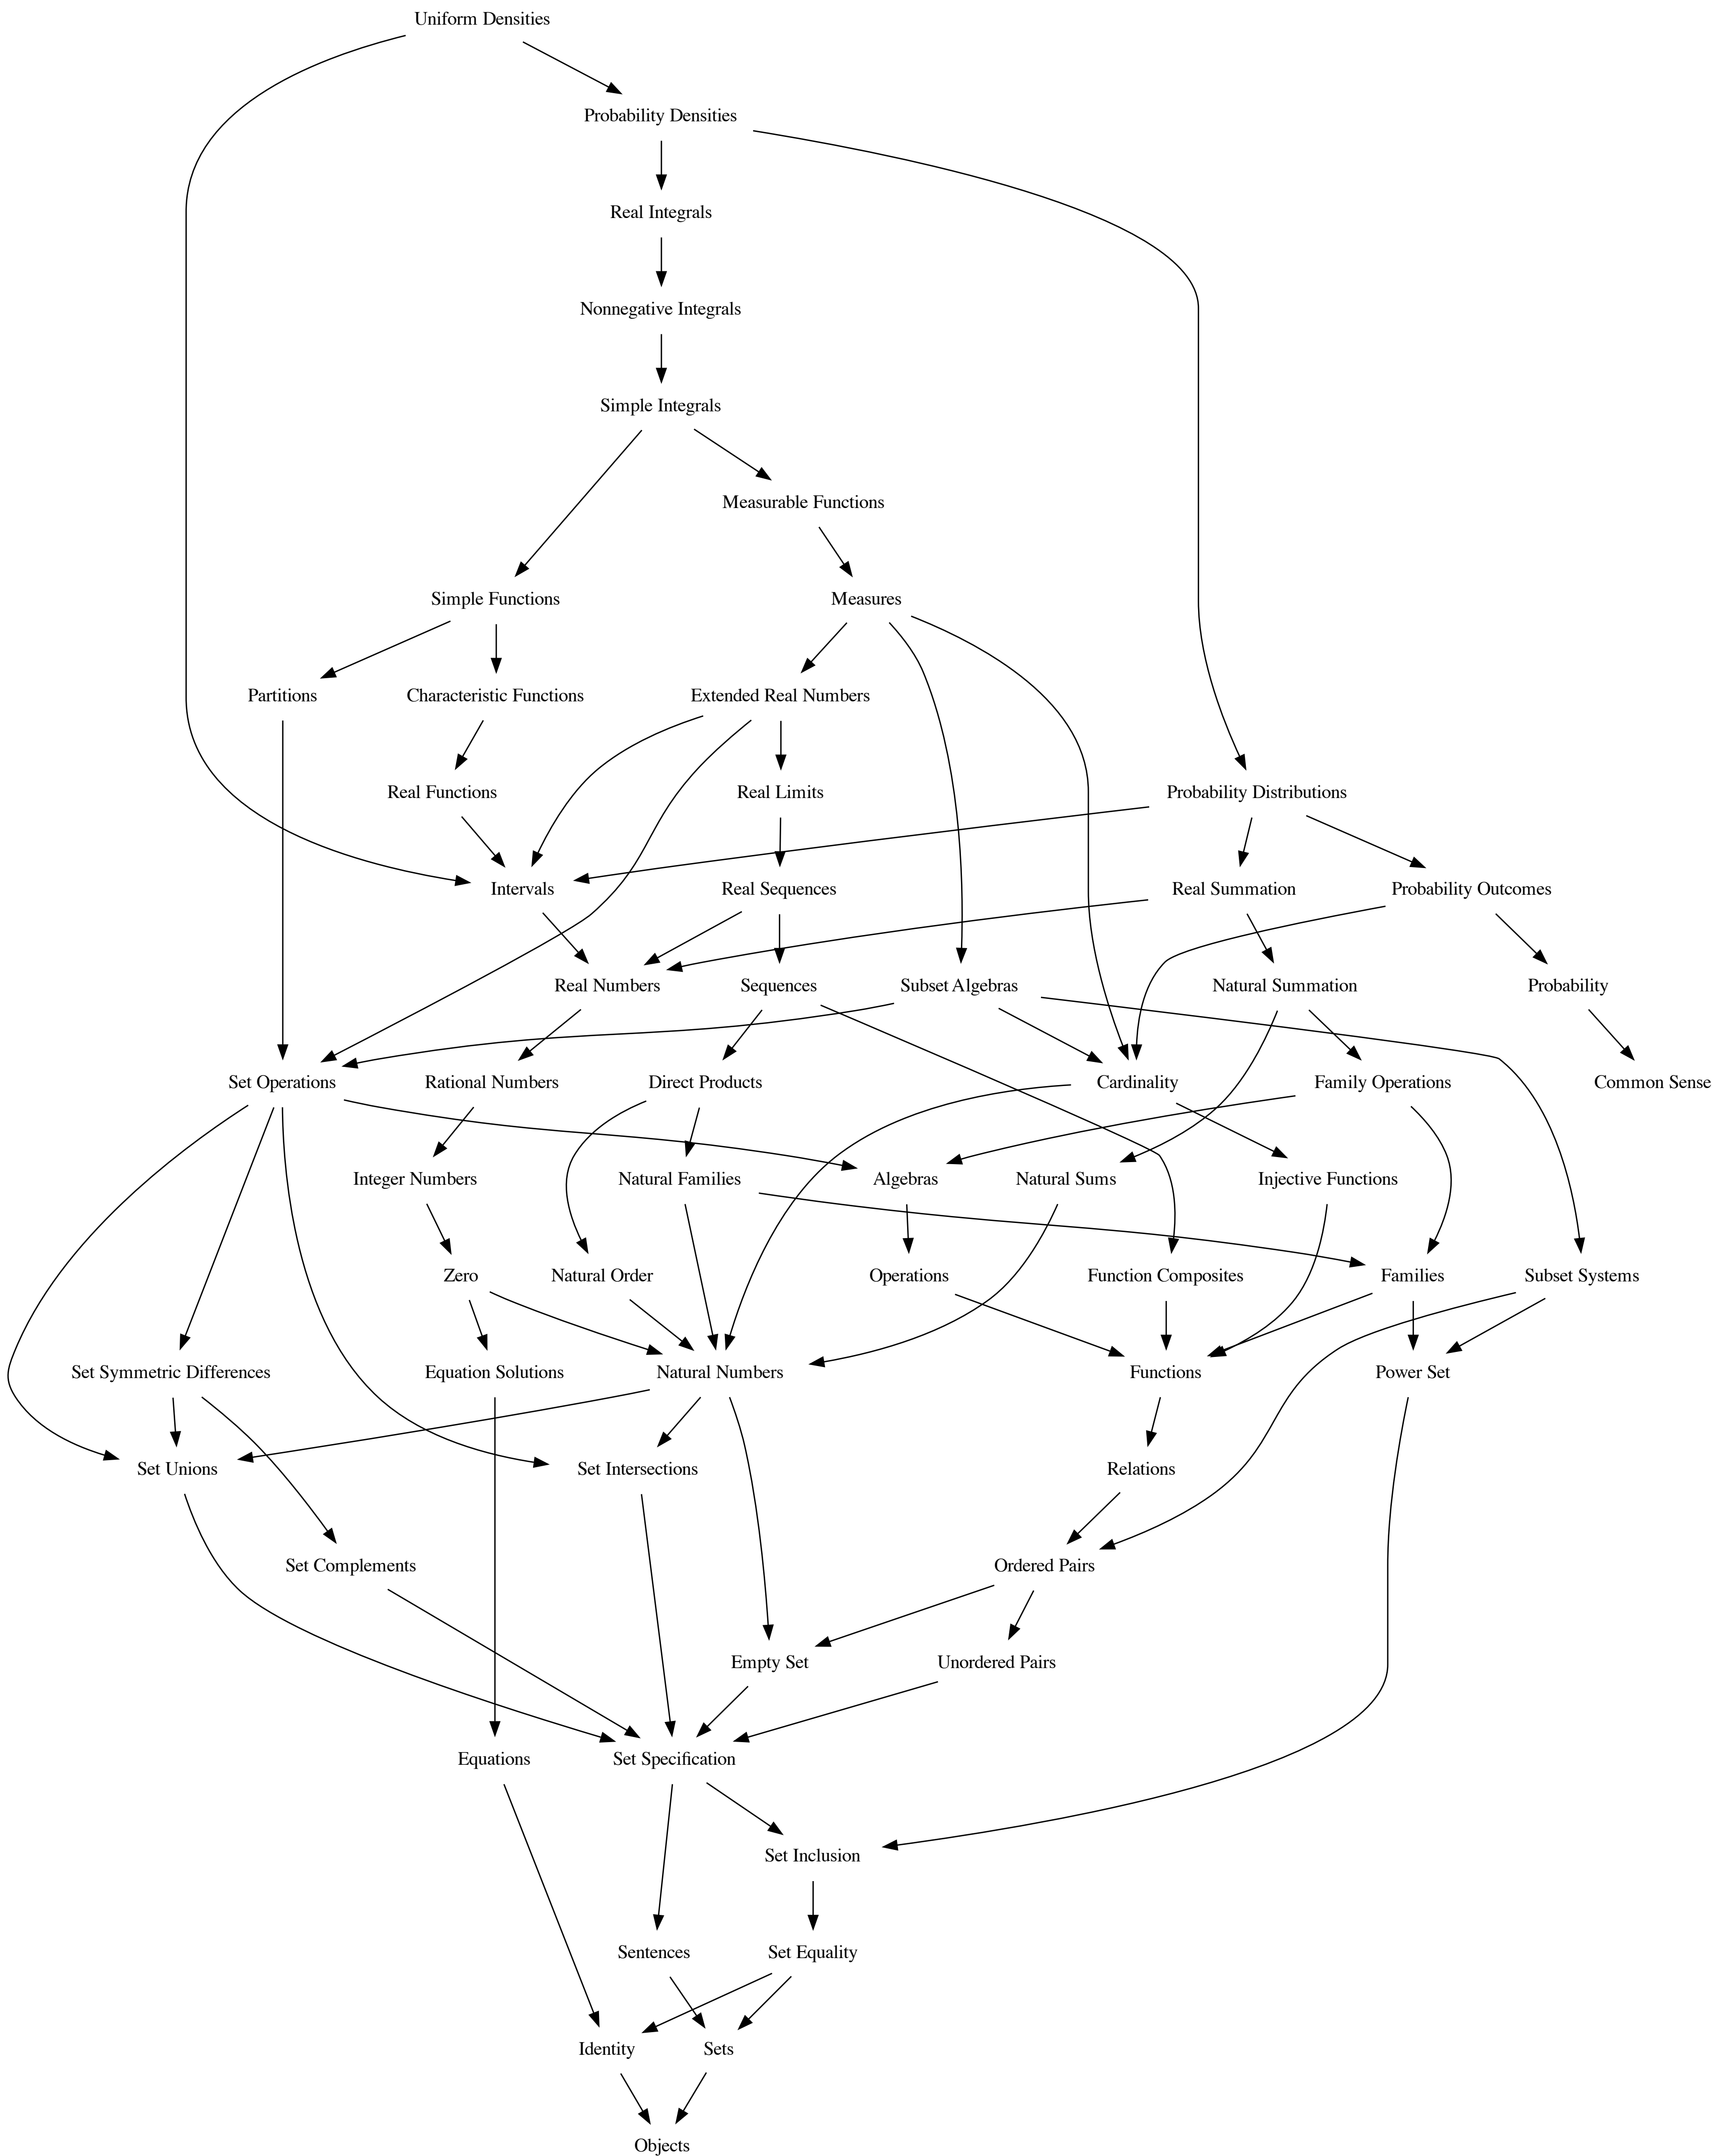 Uniform Densities
Probability Densities
Real Integrals
Nonnegative Integrals
Simple Integrals
Measurable Functions
Simple Functions
Measures
Partitions
Characteristic Functions
Extended Real Numbers
Real Functions
Real Limits
Probability Distributions
Intervals
Real Sequences
Real Summation
Probability Outcomes
Real Numbers
Sequences
Subset Algebras
Natural Summation
Probability
Set Operations
Rational Numbers
Direct Products
Cardinality
Family Operations
Common Sense
Integer Numbers
Natural Families
Algebras
Natural Sums
Injective Functions
Zero
Natural Order
Operations
Function Composites
Families
Subset Systems
Set Symmetric Differences
Equation Solutions
Natural Numbers
Functions
Power Set
Set Unions
Set Intersections
Relations
Set Complements
Ordered Pairs
Empty Set
Unordered Pairs
Equations
Set Specification
Set Inclusion
Sentences
Set Equality
Identity
Sets
Objects